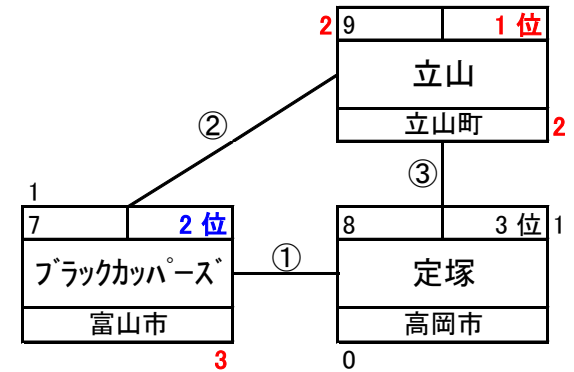 2 9 1 位
立山
立山町 2
②
③
1
7 2 位
8 3 位 1
ブラックカッパーズ
①
定塚
富山市
高岡市
3
0